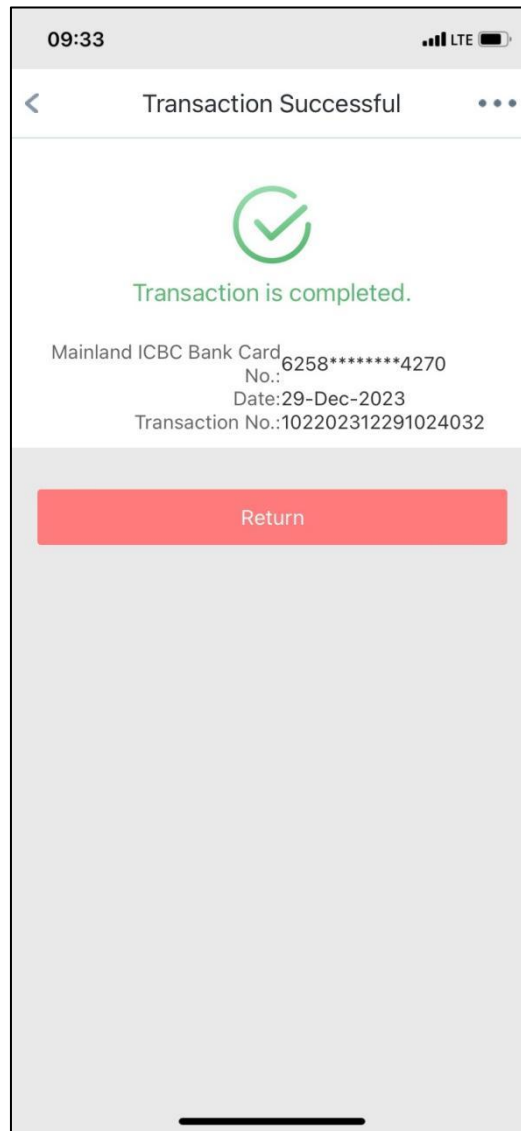 09:33
LTE
Transaction Successful
Transaction is completed.
Mainland ICBC Bank Card
No.:6258********4270
Date:29-Dec-2023
Transaction No.:102202312291024032
Return